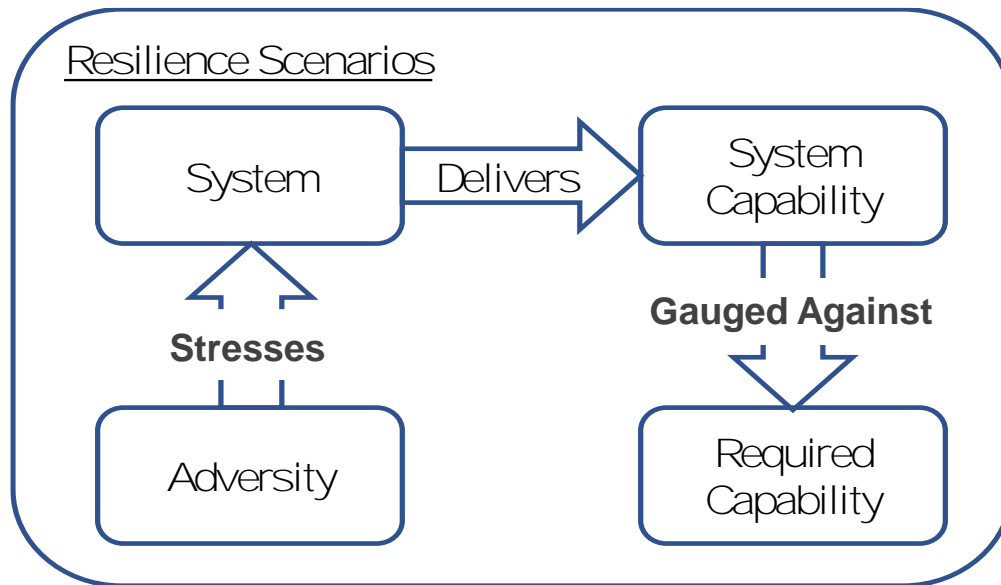 Resilience Scenarios
System
Delivers
System
Capability
Stresses
Gauged Against
Adversity
Required
Capability